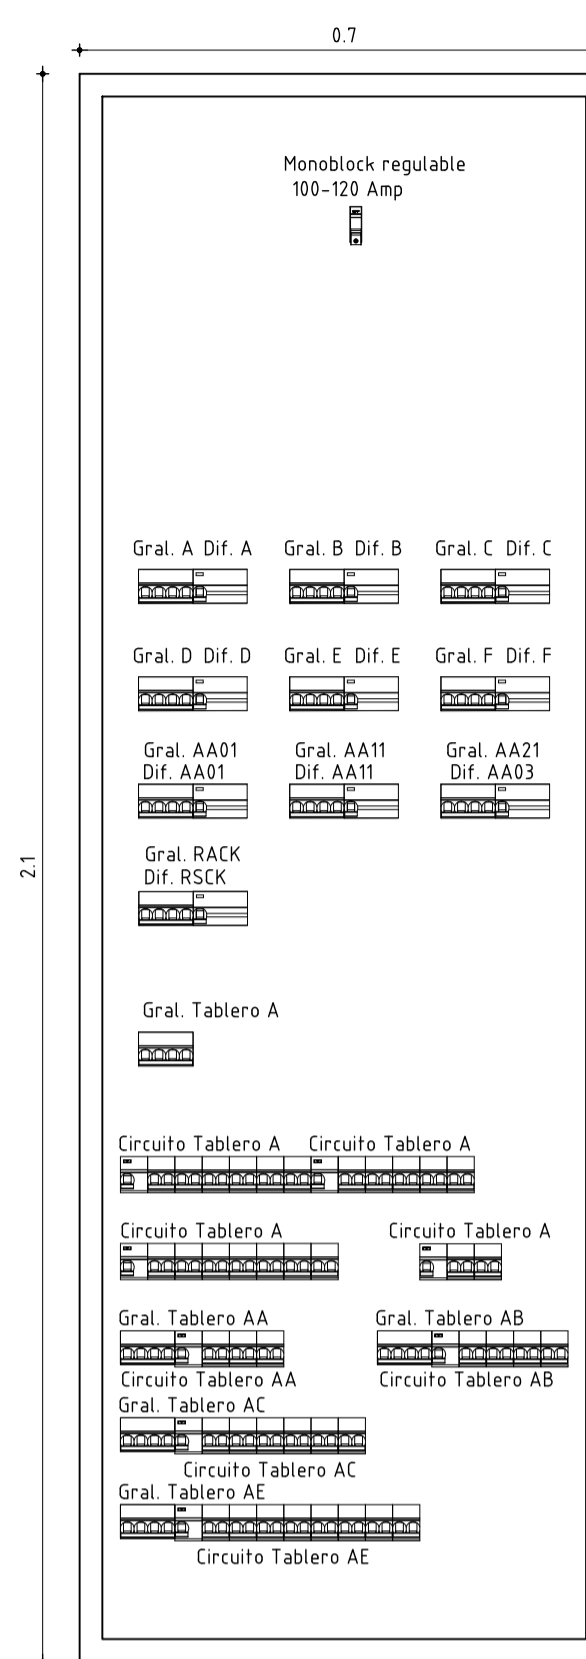 0.7
Monoblock regulable
100-120 Amp
Gral. A Dif. A
Gral. B Dif. B
Gral. C Dif. C
Gral. D Dif. D
Gral. E Dif. E
Gral. F Dif. F
Gral. AA01
Dif. AA01
Gral. AA11
Dif. AA11
Gral. AA21
Dif. AA03
2.1
Gral. RACK
Dif. RSCK
Gral. Tablero A
Circuito Tablero A
Circuito Tablero A
Circuito Tablero A
Circuito Tablero A
Gral. Tablero AA
Gral. Tablero AB
Circuito Tablero AA
Circuito Tablero AB
Gral. Tablero AC
Circuito Tablero AC
Gral. Tablero AE
Circuito Tablero AE